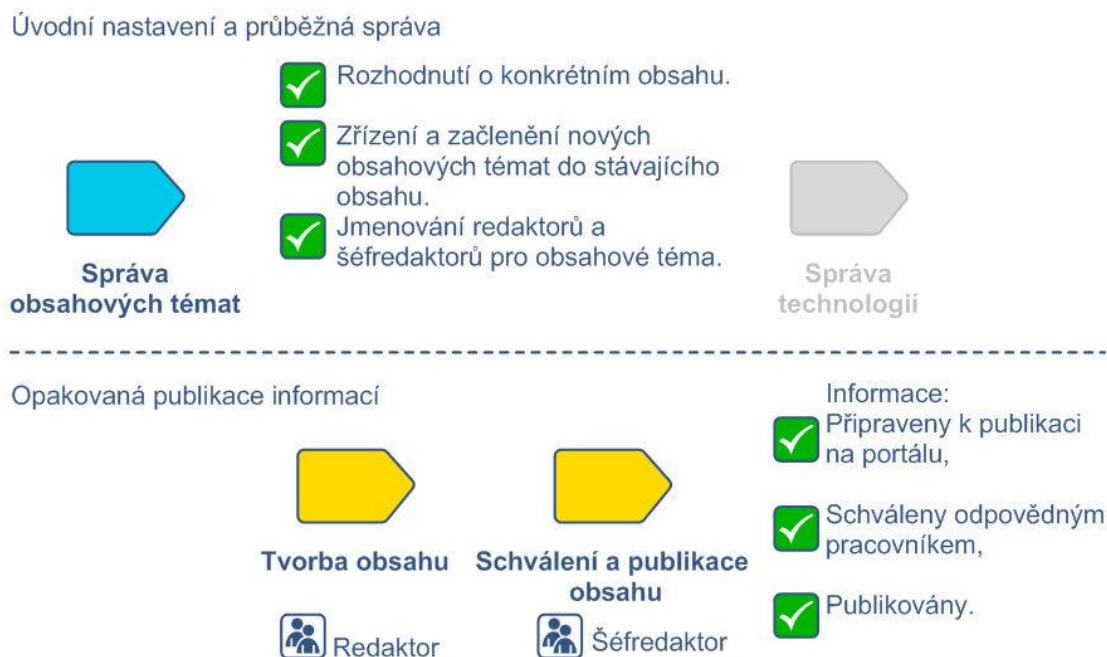 Úvodní nastavení a průběžná správa
Rozhodnutí o konkrétním obsahu.
Zřízení a začlenění nových
obsahových témat do stávajícího
obsahu.
Jmenování redaktorů a
šéfredaktorů pro obsahové téma.
Správa
obsahových témat
Správa
technologií
Opakovaná publikace informací
Informace:
Připraveny k publikaci
na portálu,
Schváleny odpovědným
pracovníkem,
Publikovány.
Tvorba obsahu
Schválení a publikace
obsahu
Redaktor
Šéfredaktor